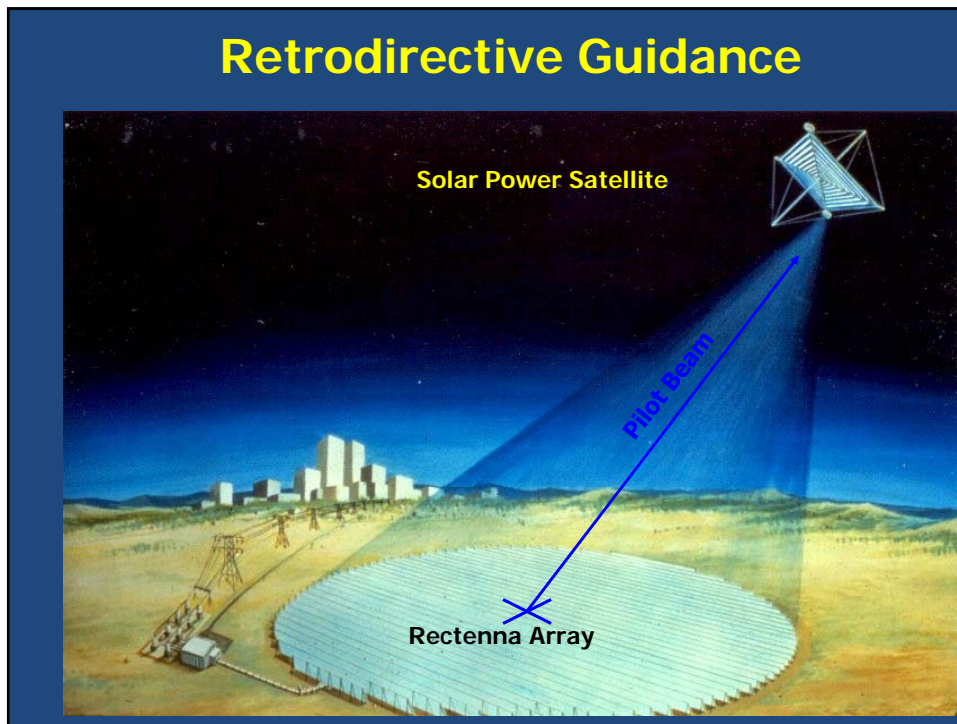 Retrodirective Guidance
Solar Power Satellite
Pilot Beam
Rectenna Array